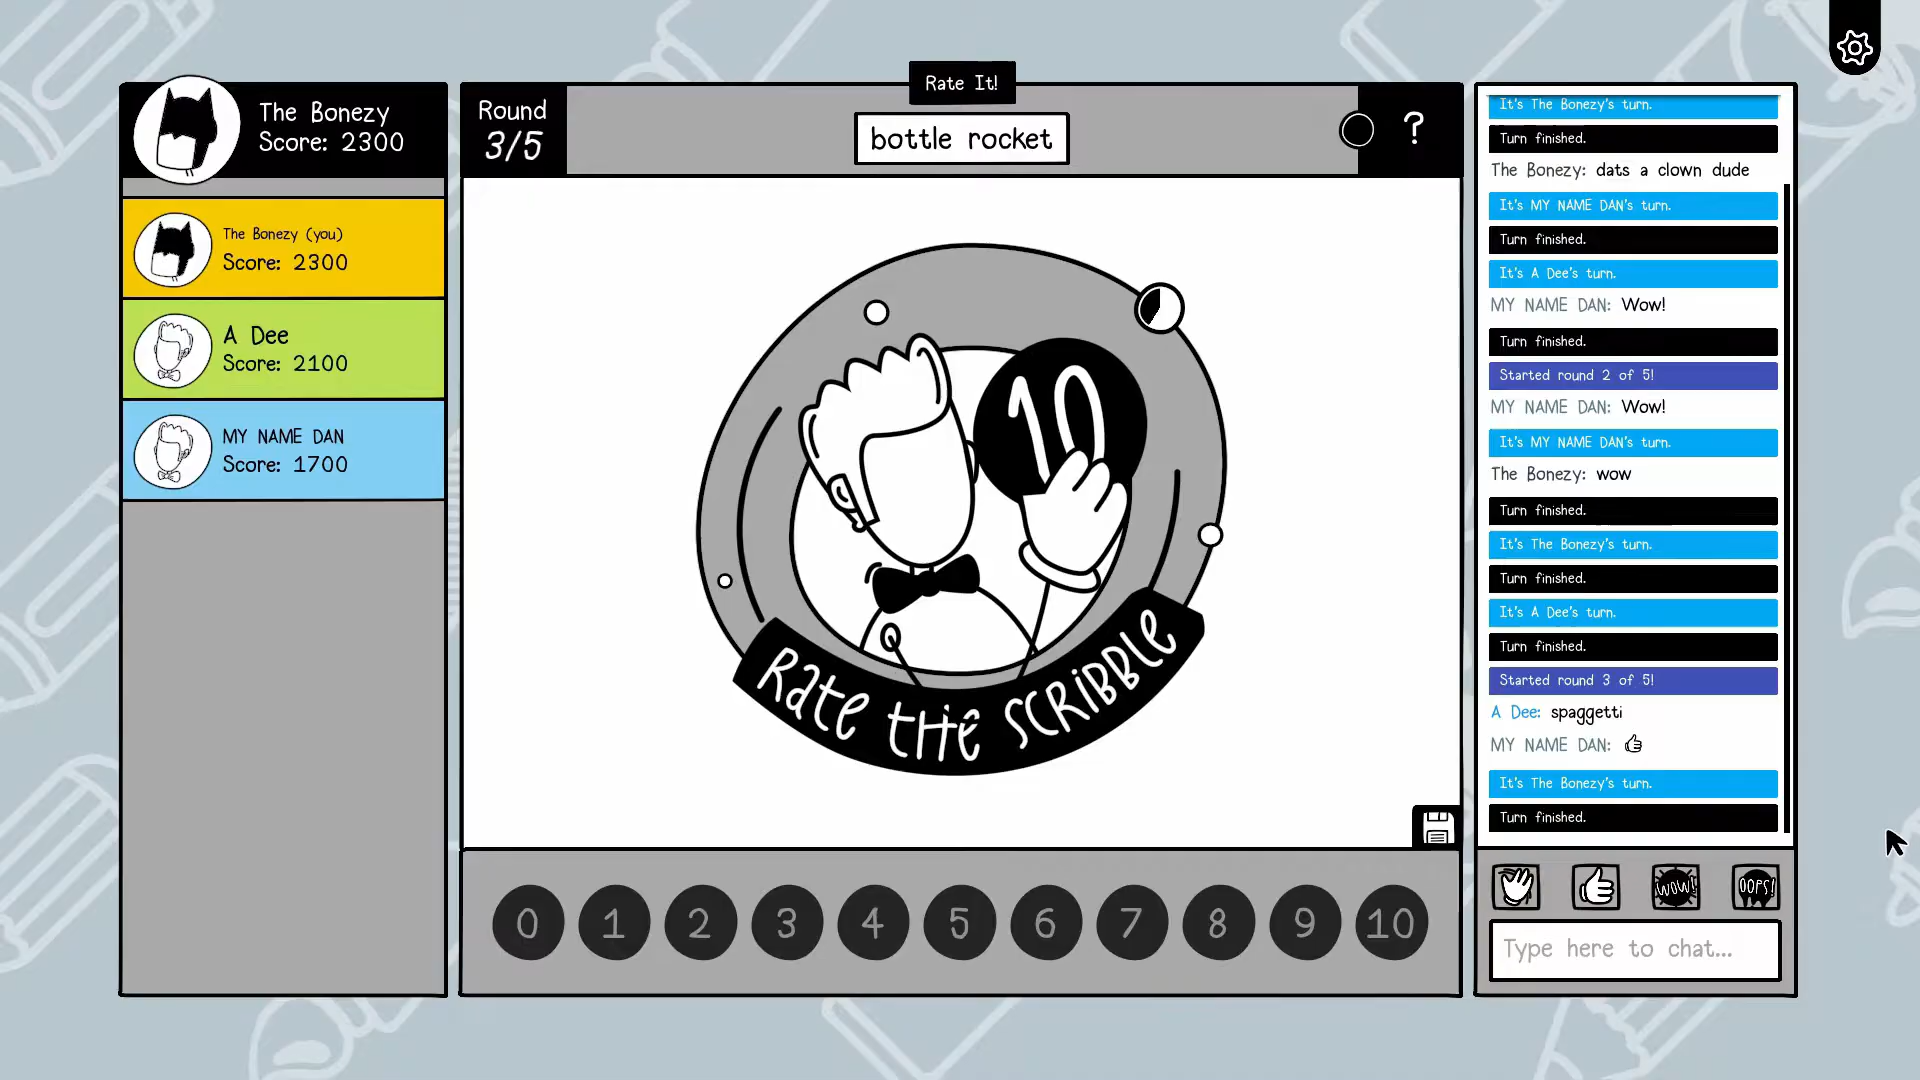 The Bonezy
Score: 2300
The Bonezy (you)
Score: 2300
A Dee
Score: 2100
MY NAME DAN
Score: 1700
Round
3/5
Rate It!
bottle rocket
?
10
RATE THE SCRIBBLE
0 1 2 3 4 5 6 7 8 9 10
It's The Bonezy's turn.
Turn finished.
The Bonezy: dats a clown dude
It's MY NAME DAN's turn.
Turn finished.
It's A Dee's turn.
MY NAME DAN: Wow!
Turn finished.
Started round 2 of 5!
MY NAME DAN: Wow!
It's MY NAME DAN's turn.
The Bonezy: wow
Turn finished.
It's The Bonezy's turn.
Turn finished.
It's A Dee's turn.
Turn finished.
Started round 3 of 5!
A Dee: spaggetti
MY NAME DAN: 👍
It's The Bonezy's turn.
Turn finished.
WOW! OOPS!
Type here to chat...